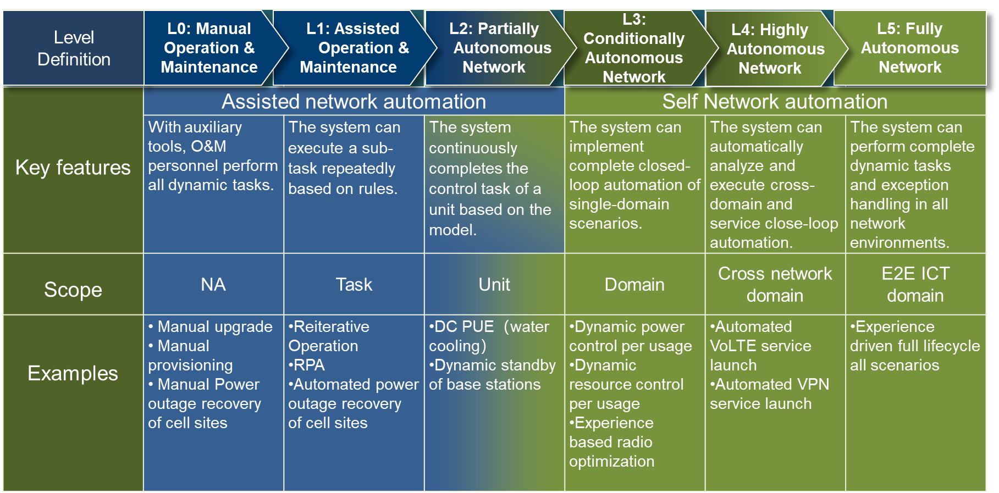 Level
Definition
L0: Manual
Operation &
Maintenance
L1: Assisted
Operation &
Maintenance
L2: Partially
Autonomous
Network
L3:
Conditionally
Autonomous
Network
L4: Highly
Autonomous
Network
L5: Fully
Autonomous
Network
Key features
Assisted network automation
Self Network automation
With auxiliary
tools, O&M
personnel perform
all dynamic tasks.
The system can
execute a sub-
task repeatedly
based on rules.
The system
continuously
completes the
control task of a
unit based on the
model.
The system can
implement
complete closed-
loop automation of
single-domain
scenarios.
The system can
automatically
analyze and
execute cross-
domain and
service close-loop
automation.
The system can
perform complete
dynamic tasks
and exception
handling in all
network
environments.
Scope
NA
Task
Unit
Domain
Cross network
domain
E2E ICT
domain
Examples
• Manual upgrade
• Manual
provisioning
• Manual Power
outage recovery
of cell sites
•Reiterative
Operation
•RPA
•Automated power
outage recovery
of cell sites
•DC PUE（water
cooling）
•Dynamic standby
of base stations
•Dynamic power
control per usage
•Dynamic
resource control
per usage
•Experience
based radio
optimization
•Automated
VoLTE service
launch
•Automated VPN
service launch
•Experience
driven full lifecycle
all scenarios